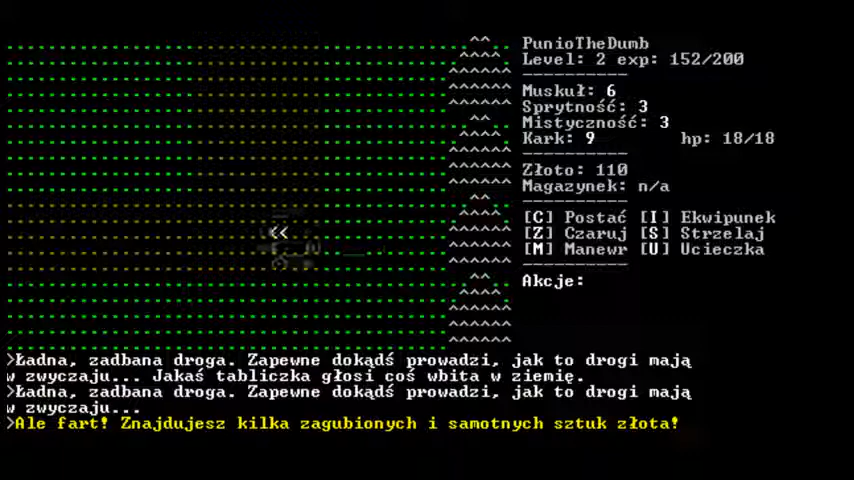 PunioTheDumb
Level: 2 exp: 152/200
----------
Muskuł: 6
Sprytność: 3
Mistyczność: 3
Kark: 9 hp: 18/18
----------
Złoto: 110
Magazynek: n/a
----------
[C] Postać [I] Ekwipunek
[Z] Czaruj [S] Strzelaj
[M] Manewr [U] Ucieczka
----------
Akcje:
>Ładna, zadbana droga. Zapewne dokądś prowadzi, jak to drogi mają
w zwyczaju... Jakaś tabliczka głosi coś wbita w ziemię.
>Ładna, zadbana droga. Zapewne dokądś prowadzi, jak to drogi mają
w zwyczaju...
>Ale fart! Znajdujesz kilka zagubionych i samotnych sztuk złota!